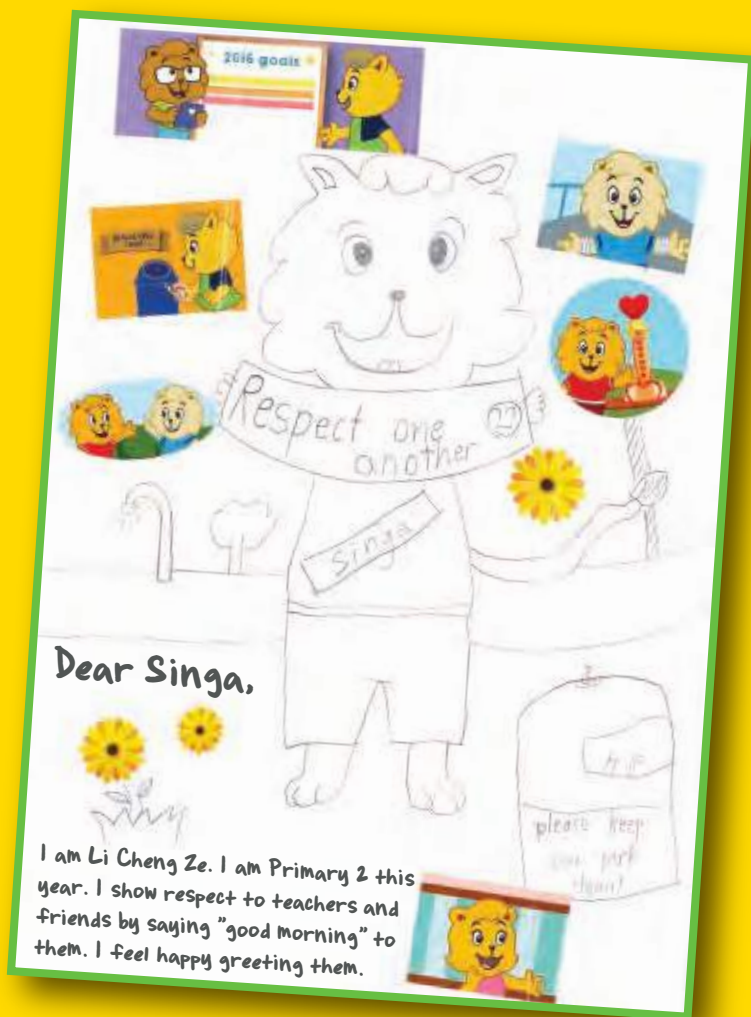 2016 goals
Respect one
another
Singa
Dear Singa,
please keep
park
I am Li Cheng Ze. I am Primary 2 this
year. I show respect to teachers and
friends by saying "good morning" to
them. I feel happy greeting them.